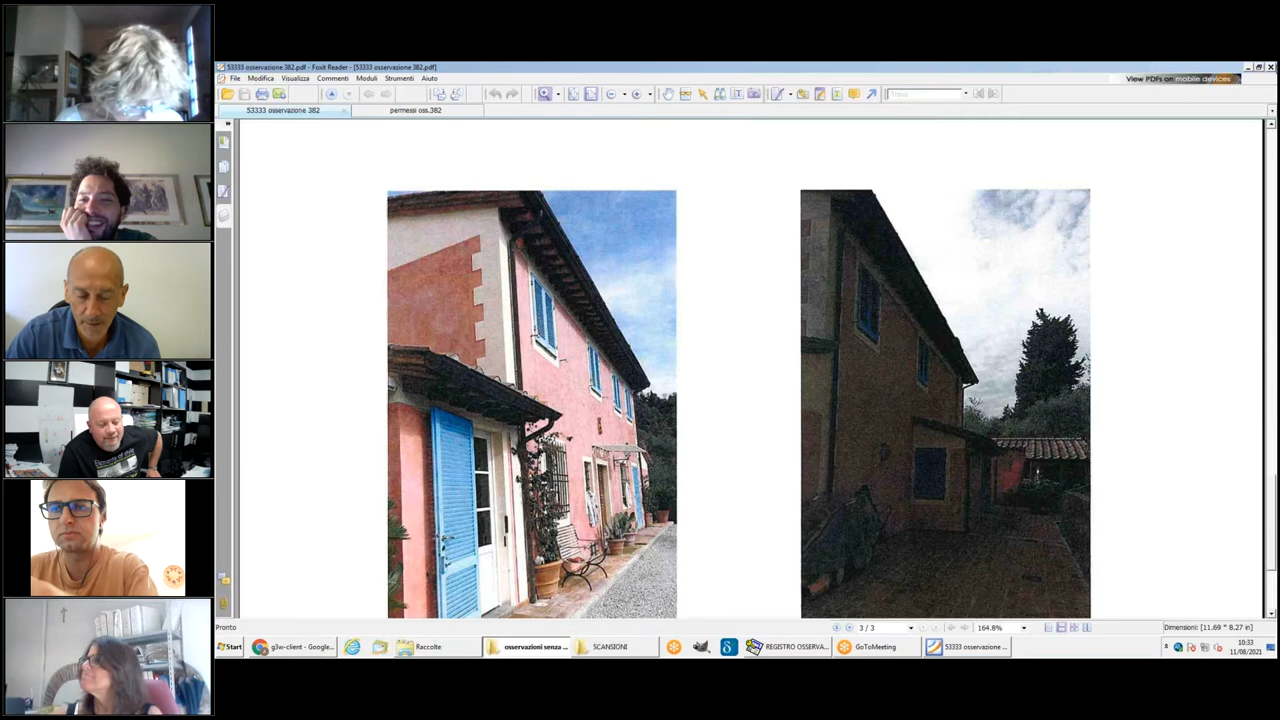 53333 osservazione 382.pdf - Foxit Reader - [53333 osservazione 382.pdf]
File Modifica Visualizza Commenti Moduli Strumenti Aiuto
View PDFs on mobile devices
Trova
53333 osservazione 382
permessi oss.382
Pronto
3 / 3
164.8%
Dimensioni: [11.69 * 8.27 in]
Start
g3w-client - Google...
Raccolte
osservazioni senza ...
SCANSIONI
REGISTRO OSSERVA...
GoToMeeting
53333 osservazione ...
10:33
11/08/2021